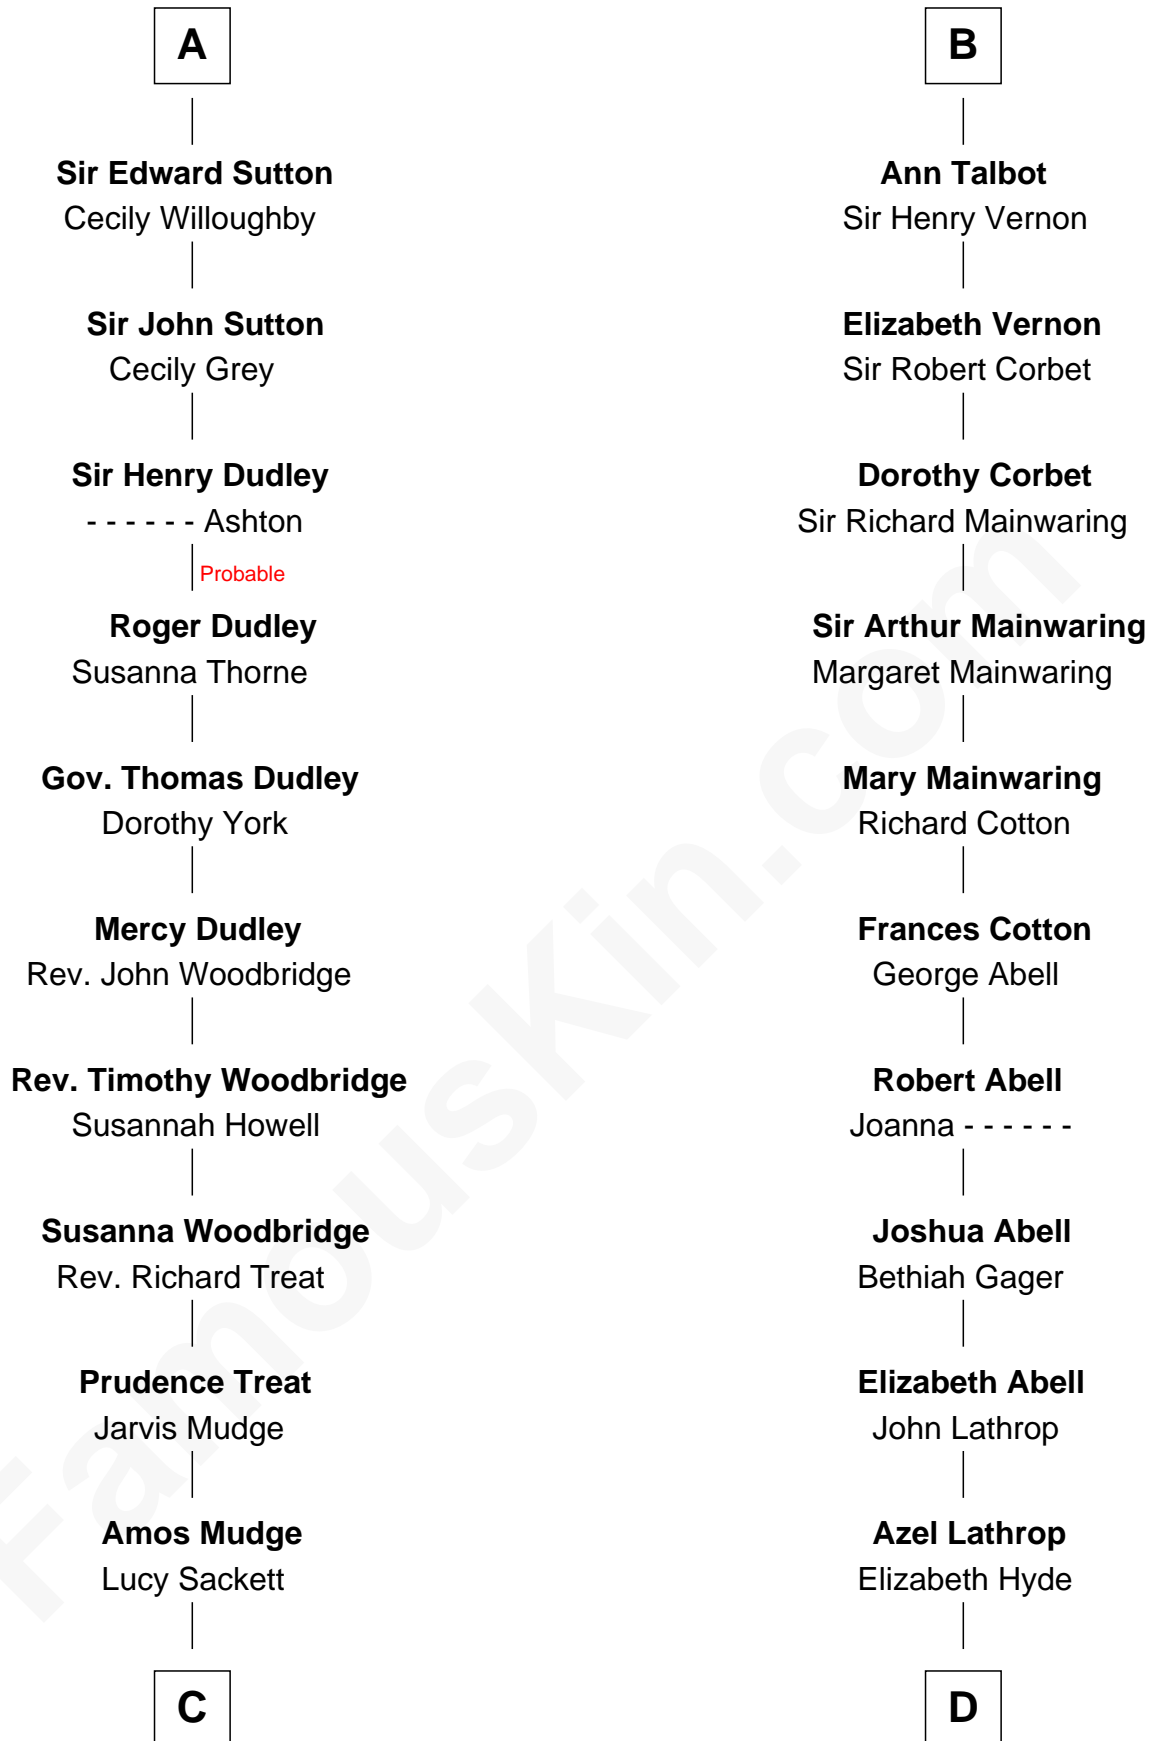 A
Sir Edward Sutton
Cecily Willoughby
Sir John Sutton
Cecily Grey
Sir Henry Dudley
- - - - - - Ashton
Probable
Roger Dudley
Susanna Thorne
Gov. Thomas Dudley
Dorothy York
Mercy Dudley
Rev. John Woodbridge
Rev. Timothy Woodbridge
Susannah Howell
Susanna Woodbridge
Rev. Richard Treat
Prudence Treat
Jarvis Mudge
Amos Mudge
Lucy Sackett
C
B
Ann Talbot
Sir Henry Vernon
Elizabeth Vernon
Sir Robert Corbet
Dorothy Corbet
Sir Richard Mainwaring
Sir Arthur Mainwaring
Margaret Mainwaring
Mary Mainwaring
Richard Cotton
Frances Cotton
George Abell
Robert Abell
Joanna - - - - - -
Joshua Abell
Bethiah Gager
Elizabeth Abell
John Lathrop
Azel Lathrop
Elizabeth Hyde
D
FamousKin.com